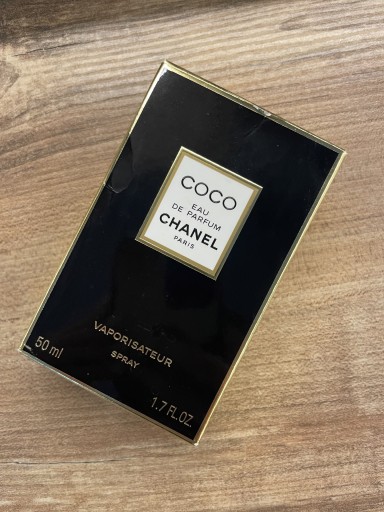 COCO
EAU
DE PARFUM
CHANEL
PARIS
VAPORISATEUR
SPRAY
50 ml
1.7 FL.OZ.